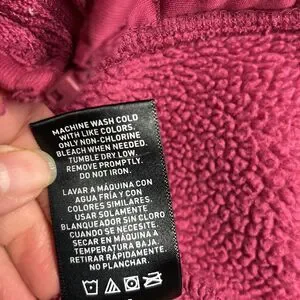 MACHINE WASH COLD
WITH LIKE COLORS.
ONLY NON-CHLORINE
BLEACH WHEN NEEDED.
TUMBLE DRY LOW.
REMOVE PROMPTLY.
DO NOT IRON.
LAVAR A MÁQUINA CON
AGUA FRÍA Y CON
COLORES SIMILARES.
USAR SOLAMENTE
BLANQUEADOR SIN CLORO
CUANDO SE NECESITE.
SECAR EN MÁQUINA A
TEMPERATURA BAJA.
RETIRAR RÁPIDAMENTE.
NO PLANCHAR.